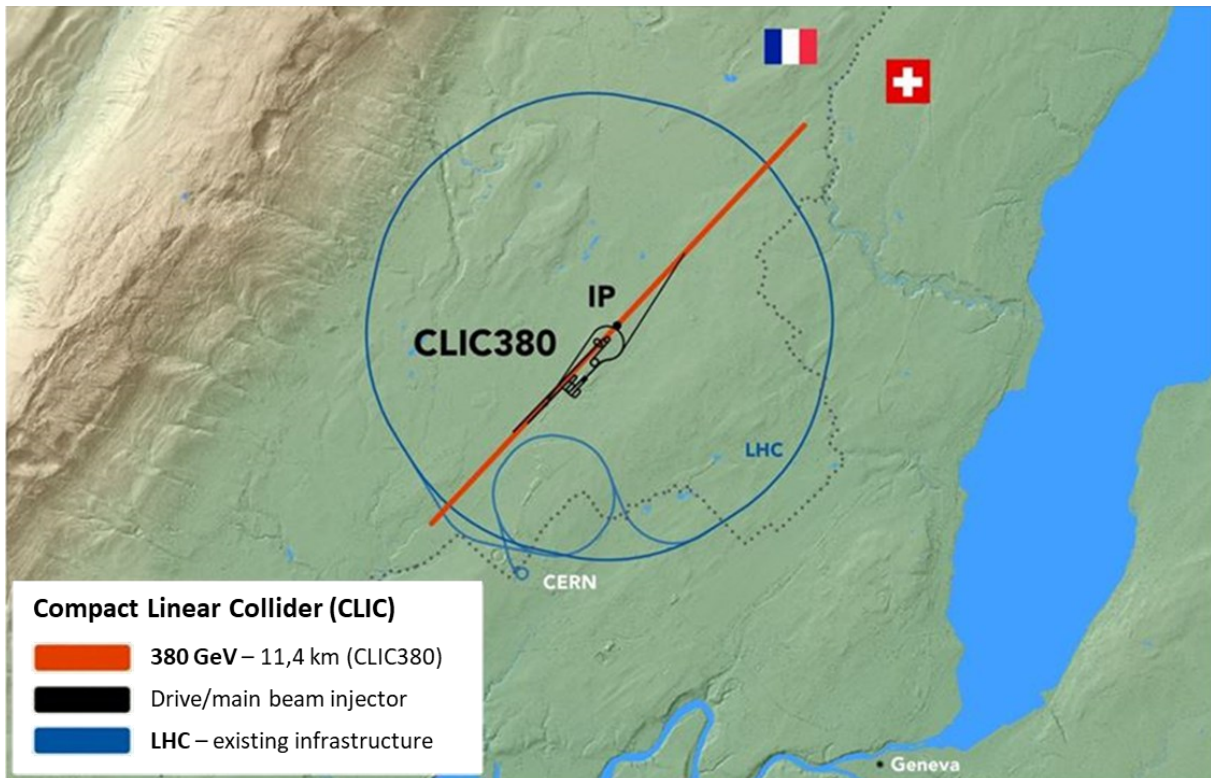 IP
CLIC380
LHC
CERN
Compact Linear Collider (CLIC)
380 GeV – 11,4 km (CLIC380)
Drive/main beam injector
LHC – existing infrastructure
Geneva